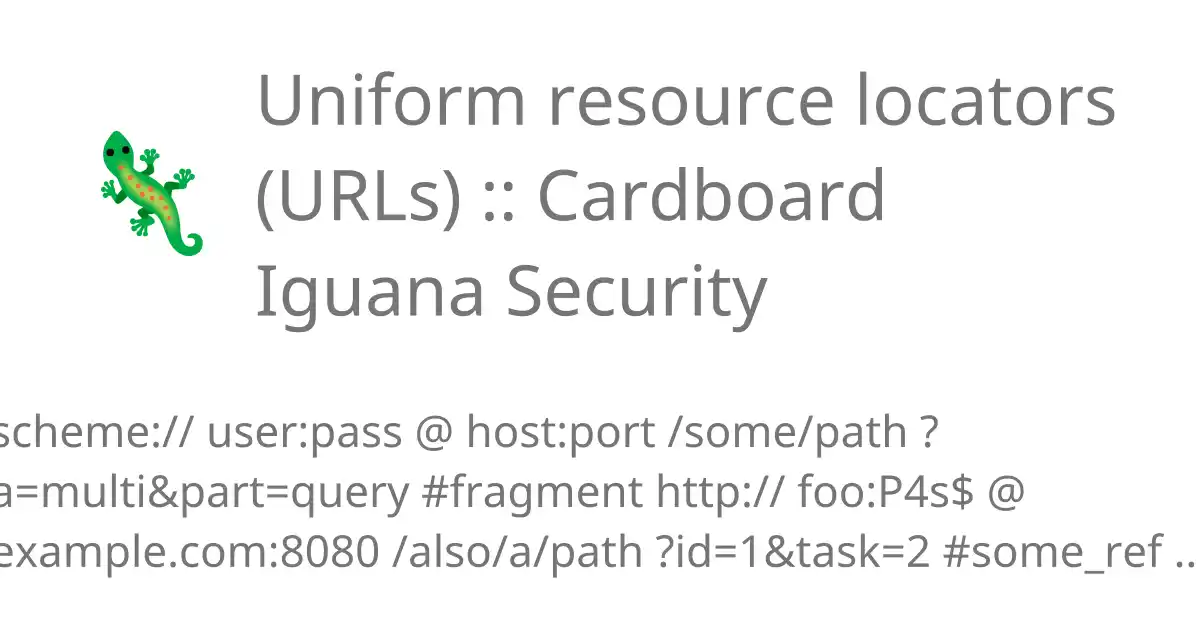 Uniform resource locators
(URLs) :: Cardboard
Iguana Security
scheme:// user:pass @ host:port /some/path ?
a=multi&part=query #fragment http:// foo:P4s$ @
example.com:8080 /also/a/path ?id=1&task=2 #some_ref ..